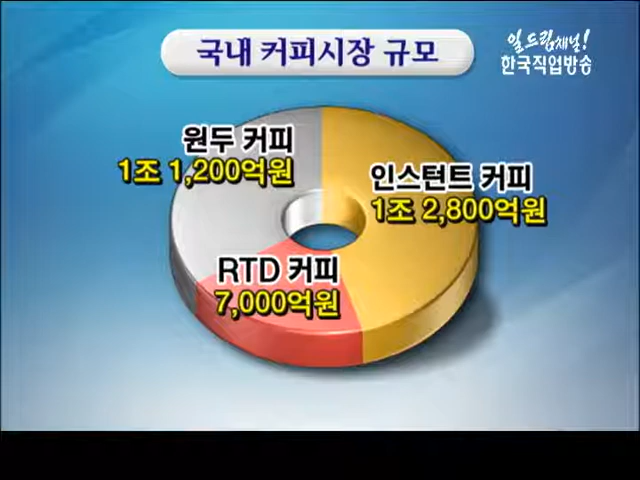 국내 커피시장 규모
일드림채널!
한국직업방송
원두 커피
1조 1,200억원
인스턴트 커피
1조 2,800억원
RTD 커피
7,000억원